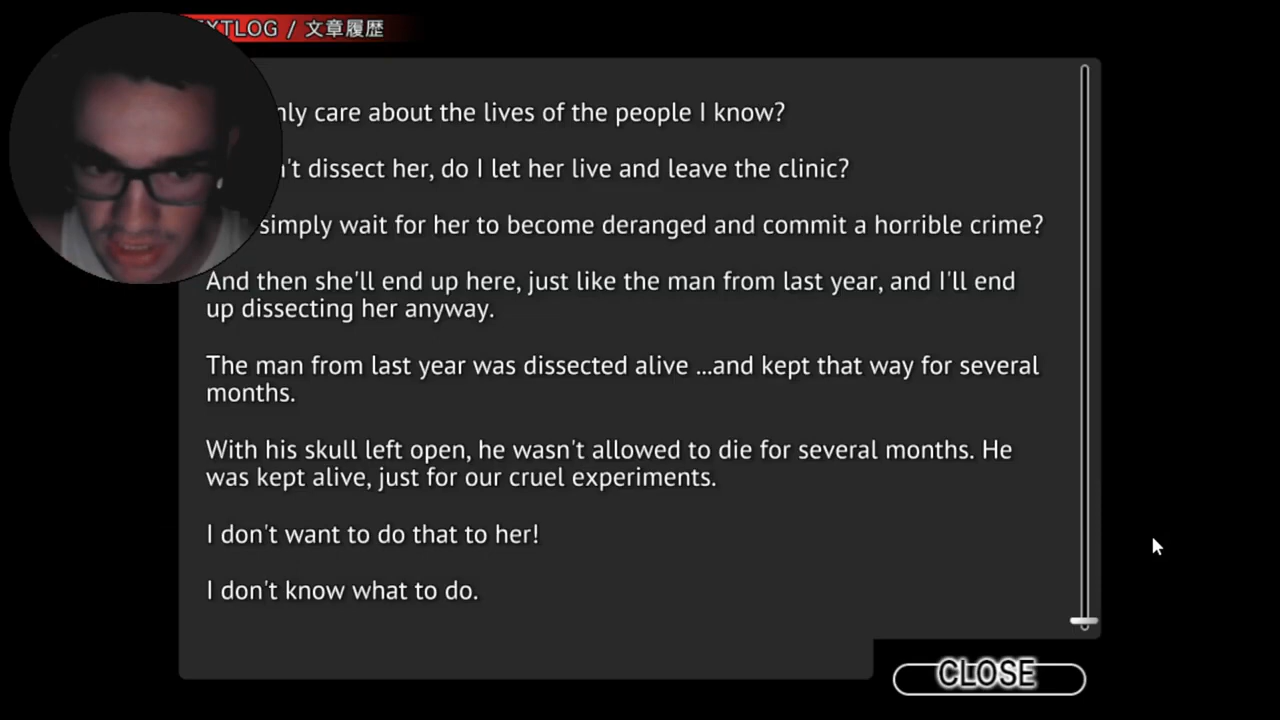 TEXTLOG / 文章履歴
only care about the lives of the people I know?
dissect her, do I let her live and leave the clinic?
simply wait for her to become deranged and commit a horrible crime?
And then she'll end up here, just like the man from last year, and I'll end
up dissecting her anyway.
The man from last year was dissected alive ...and kept that way for several
months.
With his skull left open, he wasn't allowed to die for several months. He
was kept alive, just for our cruel experiments.
I don't want to do that to her!
I don't know what to do.
CLOSE